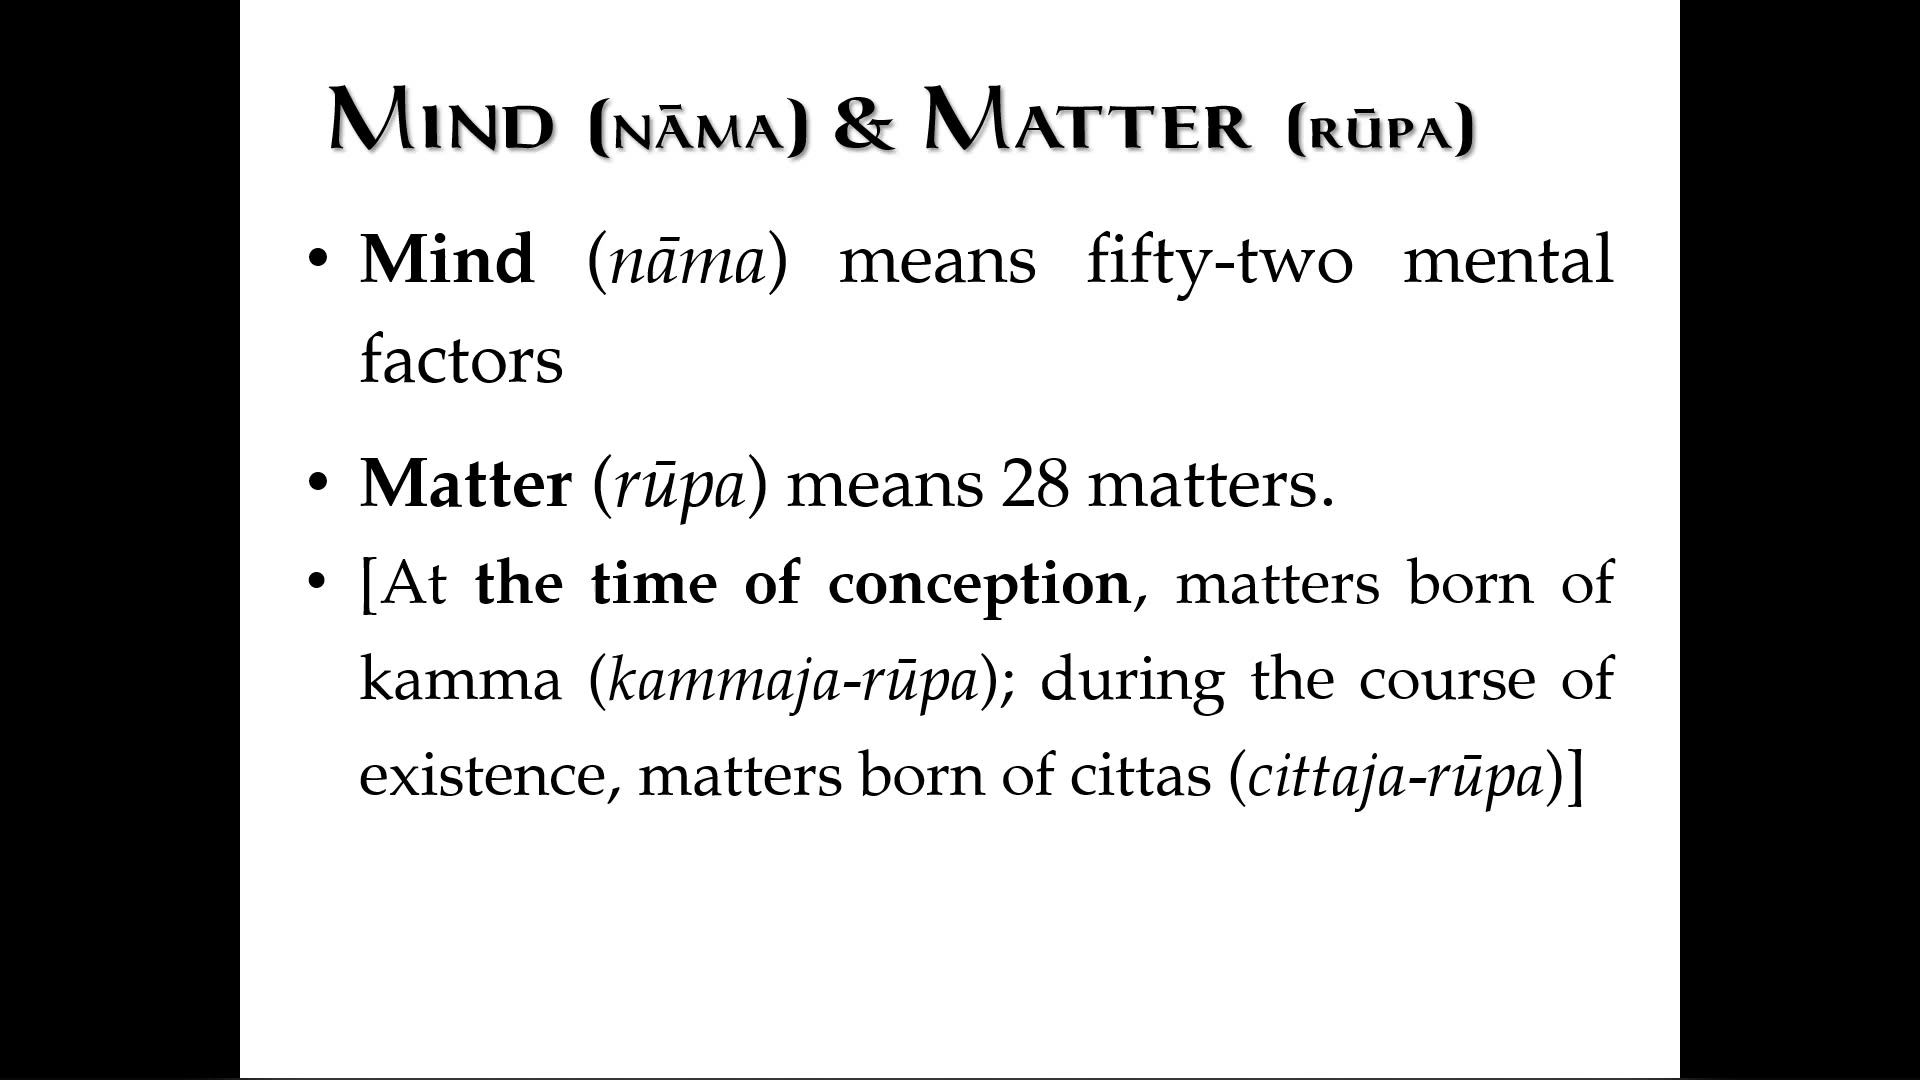 Mind (nāma) & Matter (rūpa)
• Mind (nāma) means fifty-two mental
factors
• Matter (rūpa) means 28 matters.
• [At the time of conception, matters born of
kamma (kammaja-rūpa); during the course of
existence, matters born of cittas (cittaja-rūpa)]